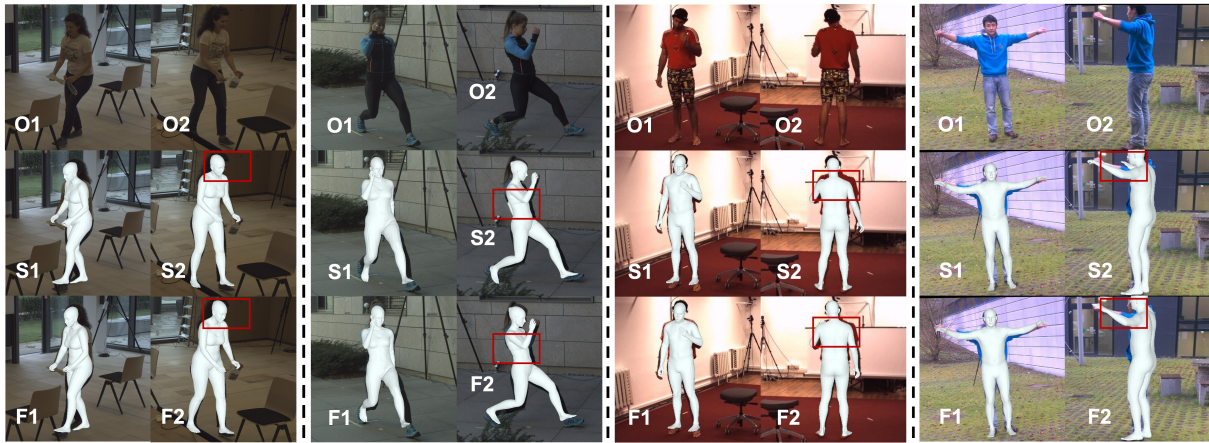 O1 O2 O1 O2 O1 O2 O1 O2
S1 S2 S1 S2 S1 S2 S1 S2
F1 F2 F1 F2 F1 F2 F1 F2